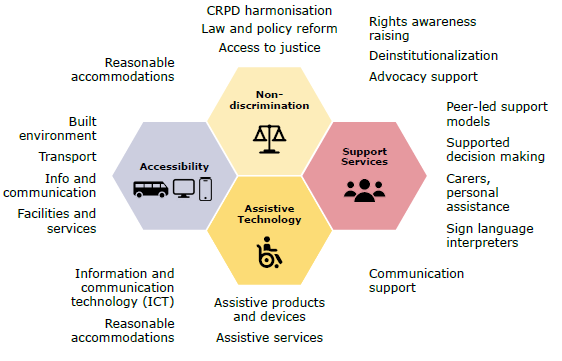 CRPD harmonisation
Law and policy reform
Access to justice
Rights awareness
raising
Deinstitutionalization
Advocacy support
Reasonable
accommodations
Non-
discrimination
Built
environment
Transport
Info and
communication
Facilities and
services
Accessibility
Support
Services
Peer-led support
models
Supported
decision making
Carers,
personal
assistance
Sign language
interpreters
Assistive
Technology
Information and
communication
technology (ICT)
Reasonable
accommodations
Assistive products
and devices
Assistive services
Communication
support